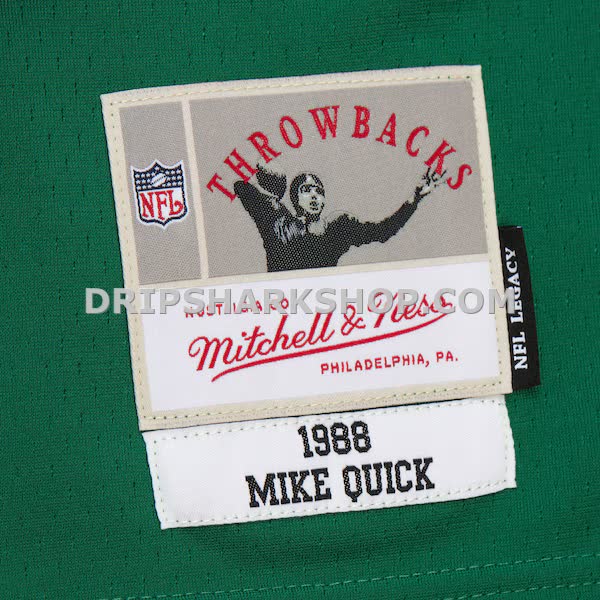 THROWBACKS
NFL
DRIPSHARKSHOP.COM
Mitchell & Ness
PHILADELPHIA, PA.
NFL LEGACY
1988
MIKE QUICK